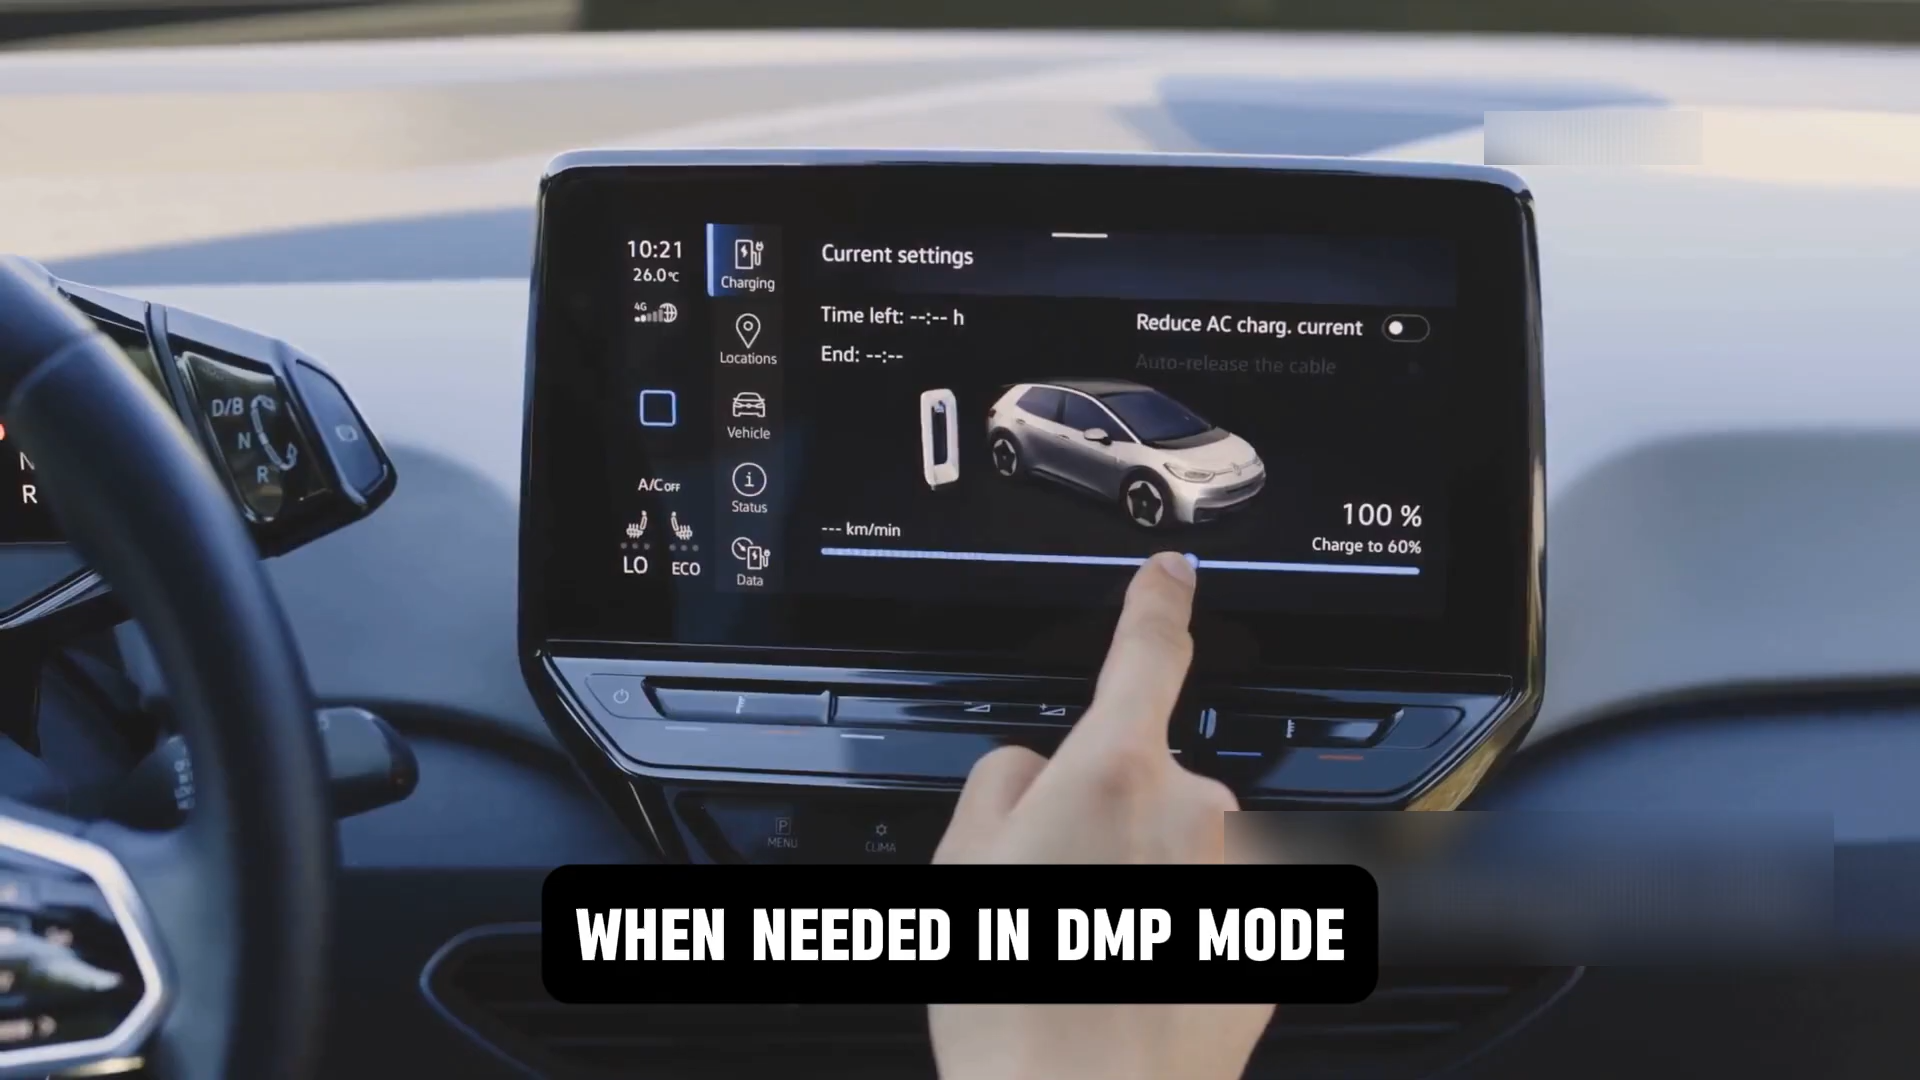 10:21
26.0°C
4G
Charging
Locations
Vehicle
Status
Data
A/C OFF
LO
ECO
Current settings
Time left: --:-- h
End: --:--
Reduce AC charg. current
Auto-release the cable
--- km/min
100 %
Charge to 60%
D/B
N
R
N
R
P
MENU
CLIMA
WHEN NEEDED IN DMP MODE